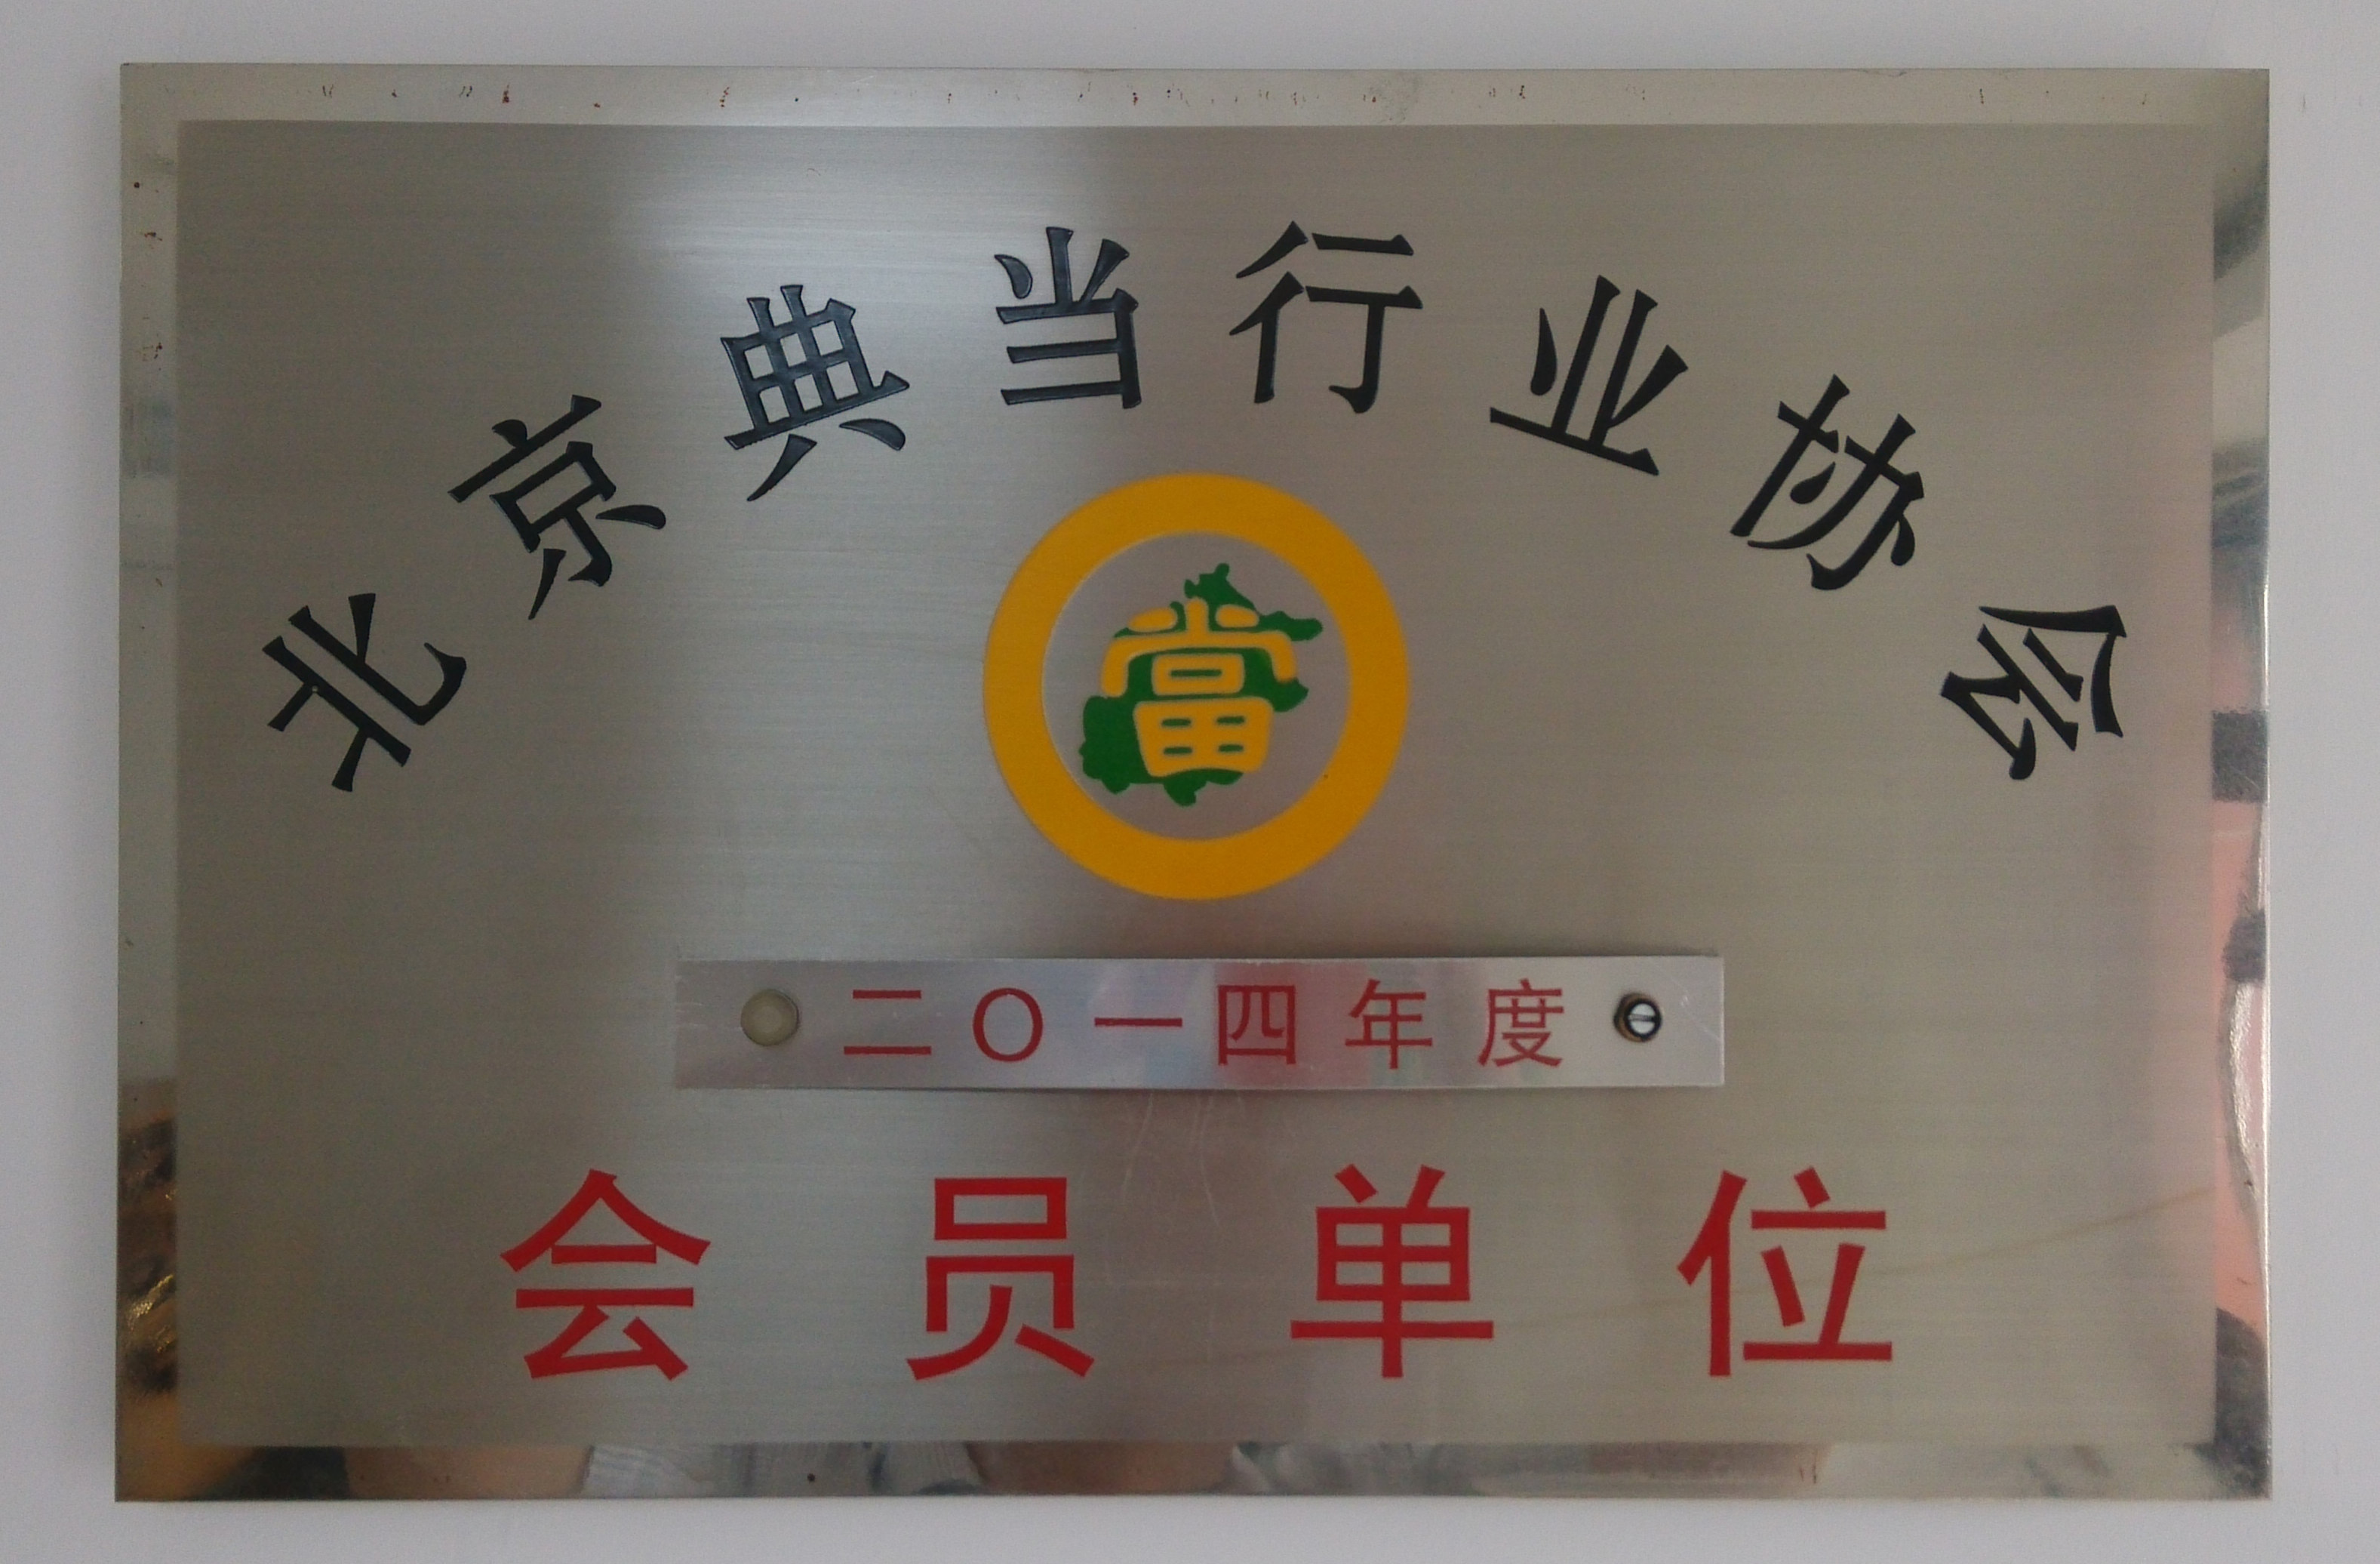 北京典当行业协会
當
二〇一四年度
会员单位